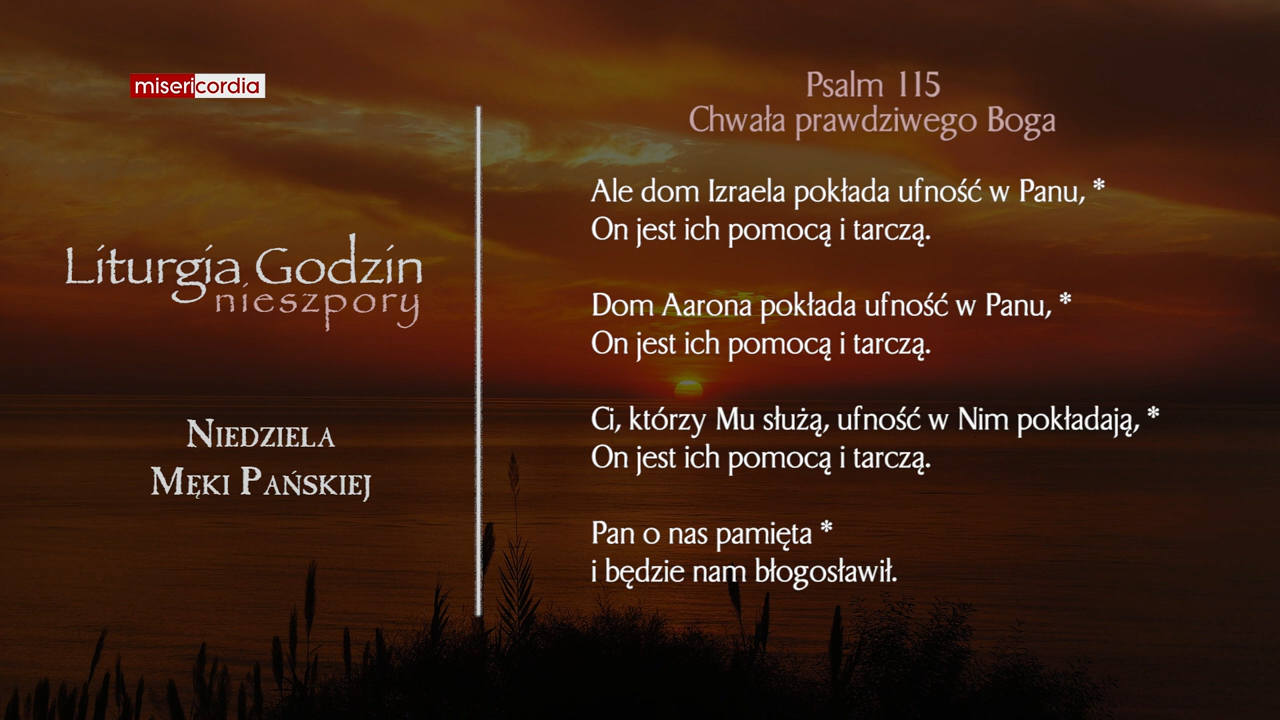 misericordia
Liturgia Godzin
nieszpory
Niedziela
Męki Pańskiej
Psalm 115
Chwała prawdziwego Boga
Ale dom Izraela pokłada ufność w Panu, *
On jest ich pomocą i tarczą.
Dom Aarona pokłada ufność w Panu, *
On jest ich pomocą i tarczą.
Ci, którzy Mu służą, ufność w Nim pokładają, *
On jest ich pomocą i tarczą.
Pan o nas pamięta *
i będzie nam błogosławił.